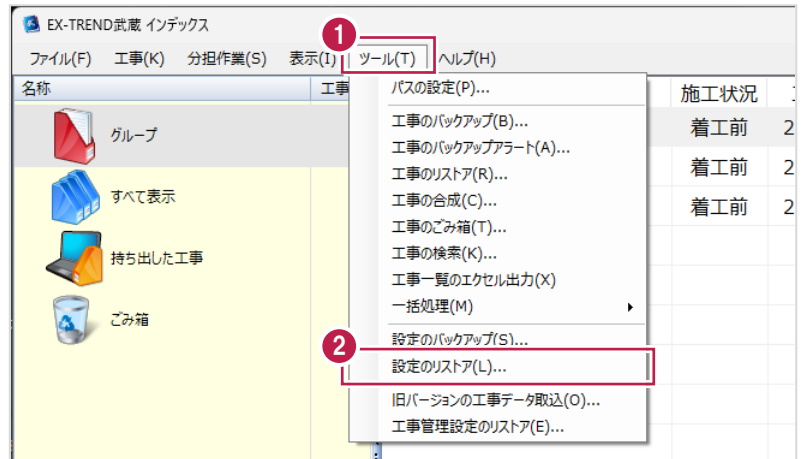 EX-TREND武蔵 インデックス
1
ファイル(F) 工事(K) 分担作業(S) 表示(I) ツール(T) ヘルプ(H)
名称 工事 施工状況
パスの設定(P)...
工事のバックアップ(B)...
工事のバックアップアラート(A)...
工事のリストア(R)...
工事の合成(C)...
工事のごみ箱(T)...
工事の検索(K)...
工事一覧のエクセル出力(X)
一括処理(M)
設定のバックアップ(S)...
2
設定のリストア(L)...
旧バージョンの工事データ取込(O)...
工事管理設定のリストア(E)...
グループ
すべて表示
持ち出した工事
ごみ箱
着工前 2
着工前 2
着工前 2